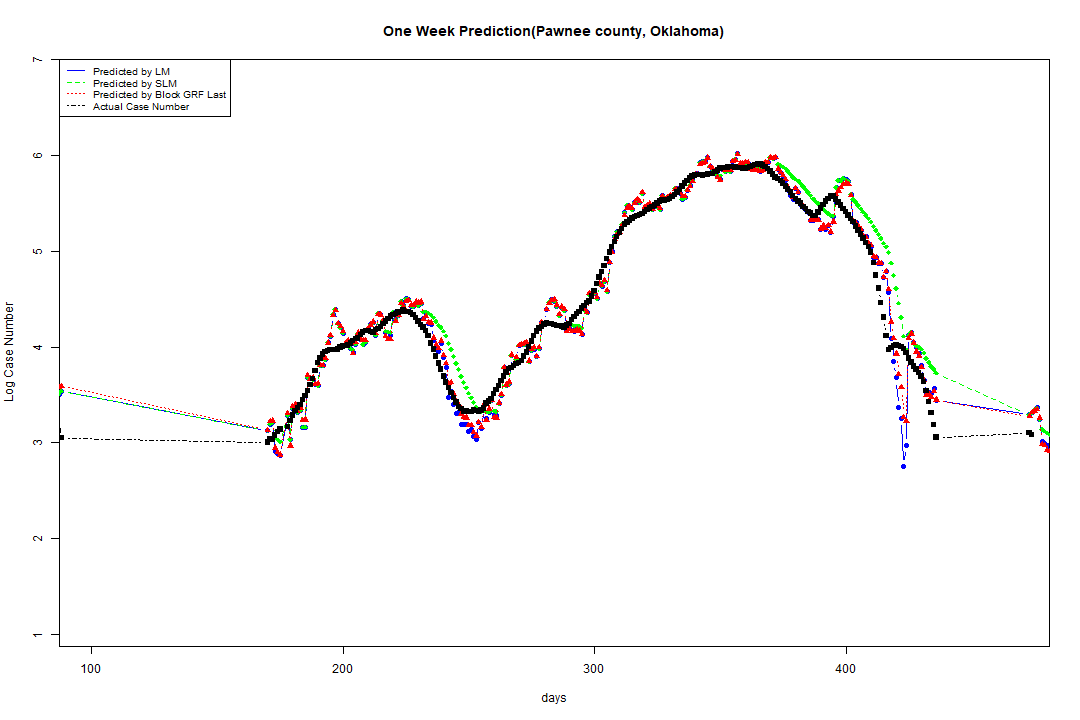 One Week Prediction(Pawnee county, Oklahoma)
Predicted by LM
Predicted by SLM
Predicted by Block GRF Last
Actual Case Number
Log Case Number
7
6
5
4
3
2
1
100
200
300
400
days